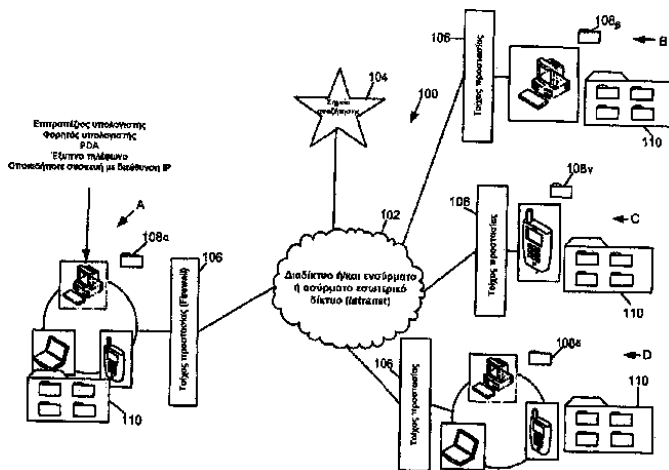 Επιτραπέζιος υπολογιστής
Φορητός υπολογιστής
PDA
Έξυπνο τηλέφωνο
Οποιαδήποτε συσκευή με διεύθυνση IP
A
108α
106
Τοίχος προστασίας (Firewall)
110
104
Σημείο
συνάντησης
100
102
Διαδίκτυο ή/και ενσύρματο
ή ασύρματο εσωτερικό
δίκτυο (intranet)
106
Τοίχος προστασίας
108β
B
110
108
Τοίχος προστασίας
108γ
C
110
106
Τοίχος προστασίας
108δ
D
110